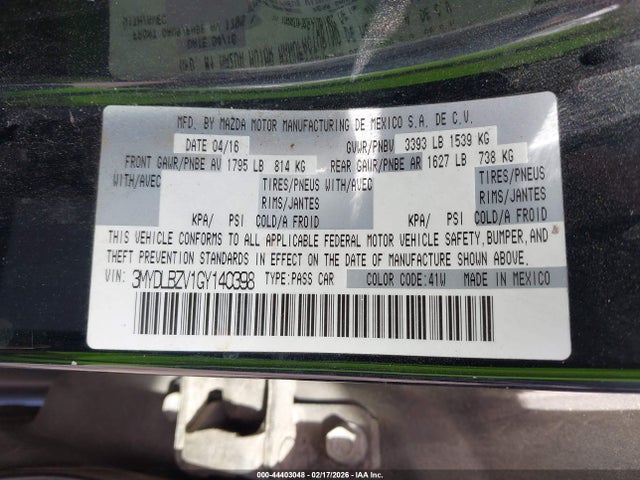 MFD. BY MAZDA MOTOR MANUFACTURING DE MEXICO S.A. DE C.V.
DATE 04/16 GVWR/PNBV 3393 LB 1539 KG
FRONT GAWR/PNBE AV 1795 LB 814 KG REAR GAWR/PNBE AR 1627 LB 738 KG
WITH/AVEC TIRES/PNEUS WITH/AVEC TIRES/PNEUS
RIMS/JANTES RIMS/JANTES
KPA/ PSI COLD/A FROID KPA/ PSI COLD/A FROID
THIS VEHICLE CONFORMS TO ALL APPLICABLE FEDERAL MOTOR VEHICLE SAFETY, BUMPER, AND
THEFT PREVENTION STANDARDS IN EFFECT ON THE DATE OF MANUFACTURE SHOWN ABOVE.
VIN: 3MYDLBZV1GY140398 TYPE:PASS CAR COLOR CODE:41W MADE IN MEXICO
000-44403048 - 02/17/2026 - IAA Inc.